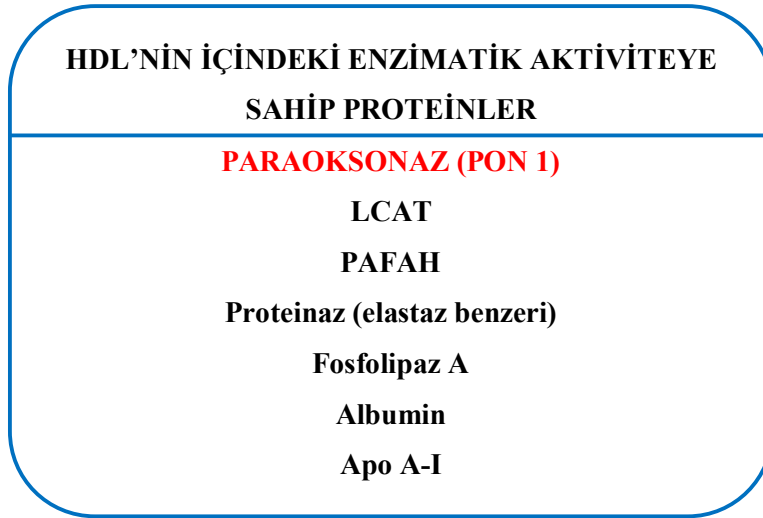 HDL’NİN İÇİNDEKİ ENZİMATİK AKTİVİTEYE
SAHİP PROTEİNLER
PARAOKSONAZ (PON 1)
LCAT
PAFAH
Proteinaz (elastaz benzeri)
Fosfolipaz A
Albumin
Apo A-I